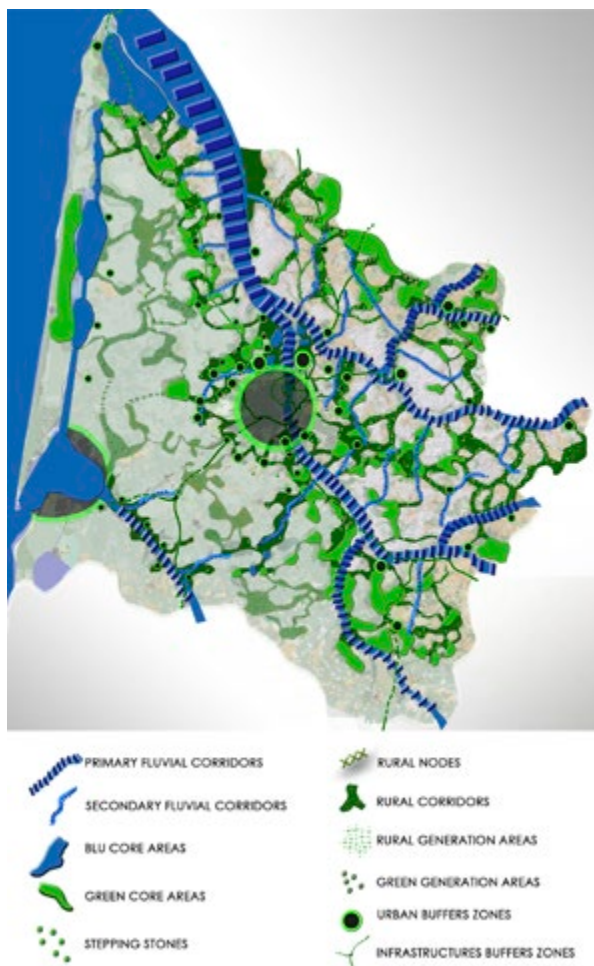 PRIMARY FLUVIAL CORRIDORS
SECONDARY FLUVIAL CORRIDORS
BLU CORE AREAS
GREEN CORE AREAS
STEPPING STONES
RURAL NODES
RURAL CORRIDORS
RURAL GENERATION AREAS
GREEN GENERATION AREAS
URBAN BUFFERS ZONES
INFRASTRUCTURES BUFFERS ZONES